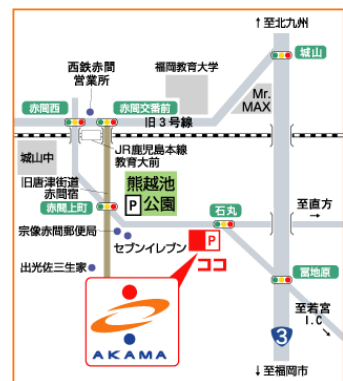 ↑至北九州
城山
西鉄赤間
営業所
福岡教育大学
Mr.
MAX
赤間西
赤間交番前
旧3号線
城山中
JR鹿児島本線
教育大前
旧唐津街道
赤間宿
熊越池
P公園
赤間上町
石丸
至直方
→
宗像赤間郵便局
セブンイレブン
P
ココ
出光佐三生家
冨地原
至若宮
I.C →
AKAMA
3
↓至福岡市